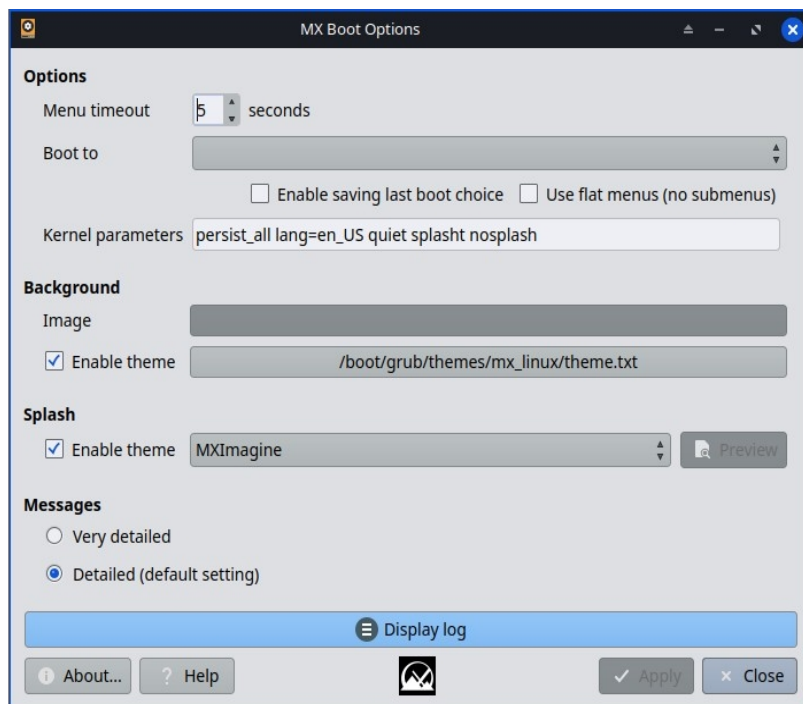 MX Boot Options
Options
Menu timeout 5 seconds
Boot to
Enable saving last boot choice Use flat menus (no submenus)
Kernel parameters persist_all lang=en_US quiet splasht nosplash
Background
Image
Enable theme /boot/grub/themes/mx_linux/theme.txt
Splash
Enable theme MXImagine Preview
Messages
Very detailed
Detailed (default setting)
Display log
About... ? Help Apply Close